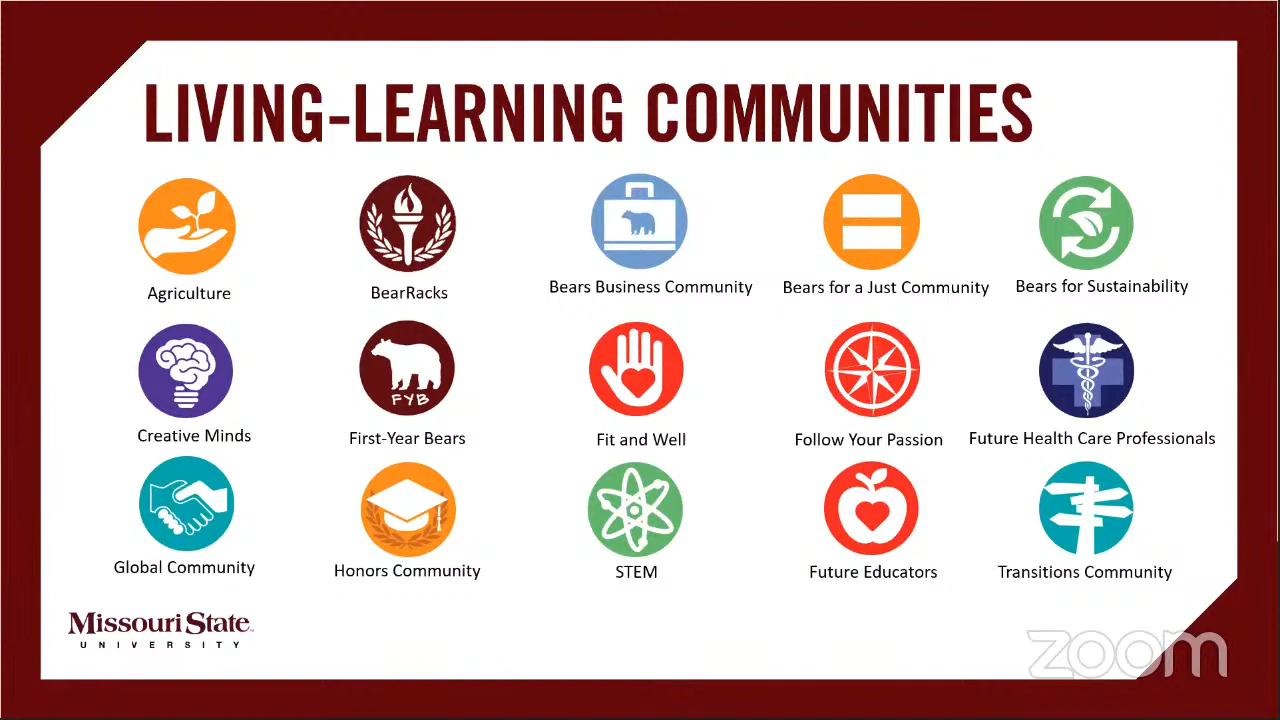 LIVING-LEARNING COMMUNITIES
Agriculture
BearRacks
Bears Business Community
Bears for a Just Community
Bears for Sustainability
FYB
Creative Minds
First-Year Bears
Fit and Well
Follow Your Passion
Future Health Care Professionals
Global Community
Honors Community
STEM
Future Educators
Transitions Community
Missouri State
UNIVERSITY
zoom